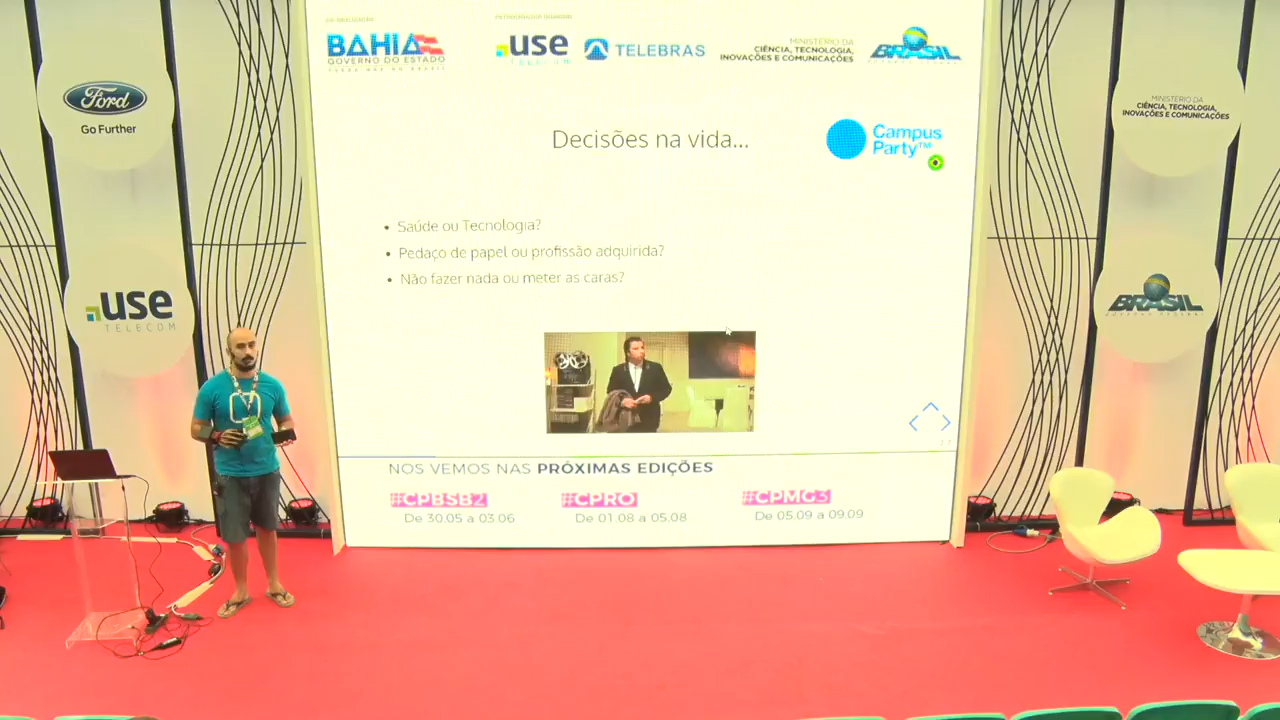 BAHIA
GOVERNO DO ESTADO
USE
TELECOM
TELEBRAS
MINISTÉRIO DA
CIÊNCIA, TECNOLOGIA,
INOVAÇÕES E COMUNICAÇÕES
BRASIL
Ford
Go Further
Decisões na vida...
Campus
Party™
MINISTÉRIO DA
CIÊNCIA, TECNOLOGIA,
INOVAÇÕES E COMUNICAÇÕES
• Saúde ou Tecnologia?
• Pedaço de papel ou profissão adquirida?
• Não fazer nada ou meter as caras?
USE
TELECOM
BRASIL
GOVERNO FEDERAL
NOS VEMOS NAS PRÓXIMAS EDIÇÕES
#CPBSB2
De 30.05 a 03.06
#CPRO
De 01.08 a 05.08
#CPMG3
De 05.09 a 09.09